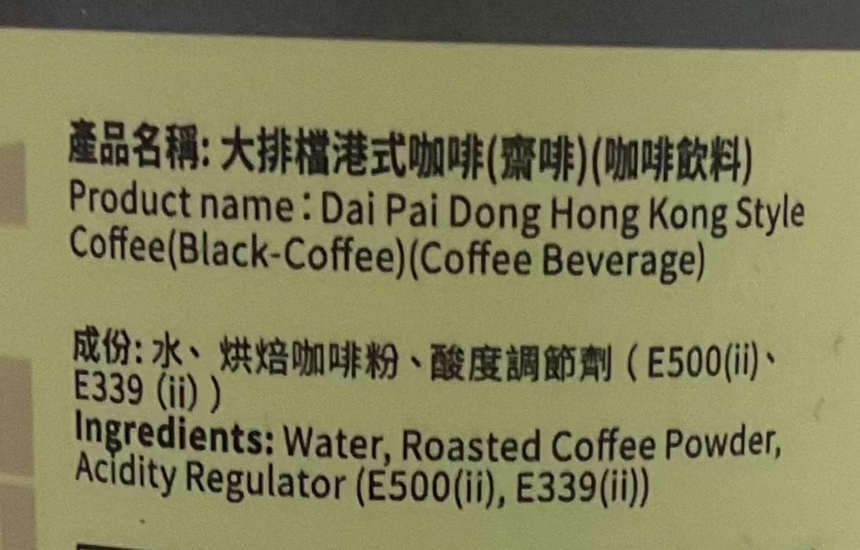 產品名稱: 大排檔港式咖啡(齋啡)(咖啡飲料)
Product name：Dai Pai Dong Hong Kong Style
Coffee(Black-Coffee)(Coffee Beverage)
成份: 水、烘焙咖啡粉、酸度調節劑（E500(ii)、
E339 (ii)）
Ingredients: Water, Roasted Coffee Powder,
Acidity Regulator (E500(ii), E339(ii))